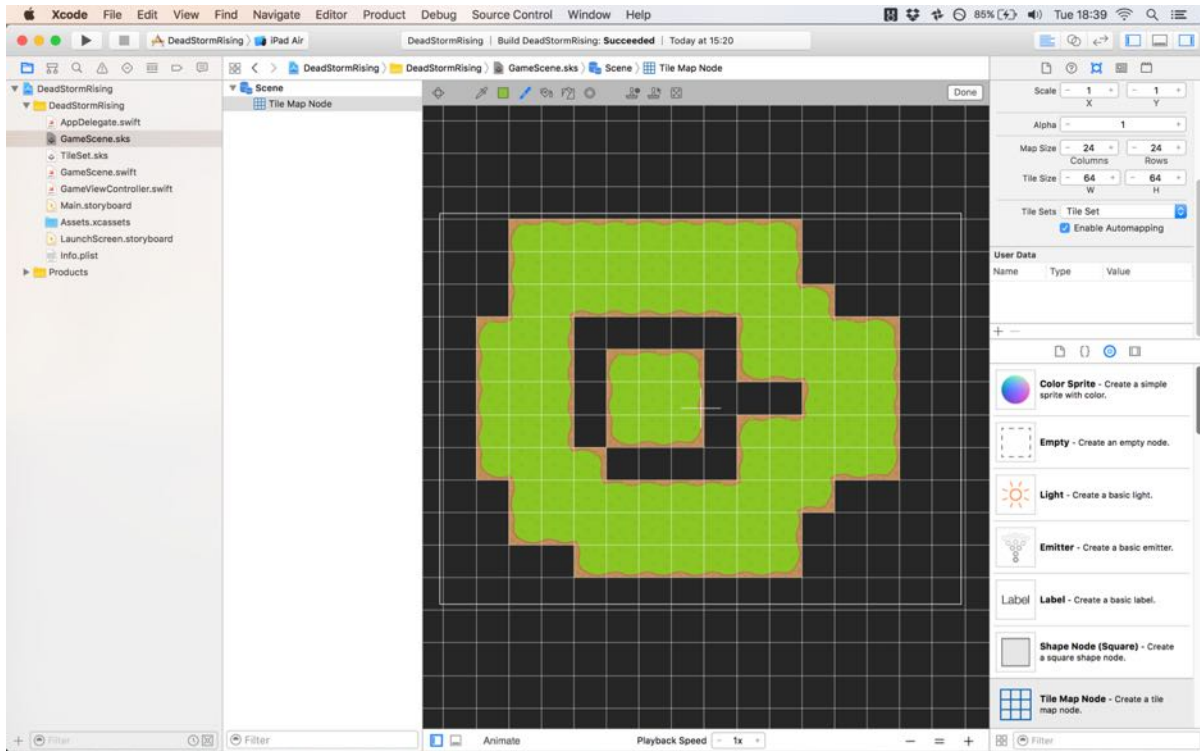 Xcode File Edit View Find Navigate Editor Product Debug Source Control Window Help 85% Tue 18:39
DeadStormRising iPad Air DeadStormRising | Build DeadStormRising: Succeeded | Today at 15:20
DeadStormRising DeadStormRising GameScene.sks Scene Tile Map Node
DeadStormRising
DeadStormRising
AppDelegate.swift
GameScene.sks
TileSet.sks
GameScene.swift
GameViewController.swift
Main.storyboard
Assets.xcassets
LaunchScreen.storyboard
Info.plist
Products
Scene
Tile Map Node
Done
Scale 1 1
X Y
Alpha 1
Map Size 24 24
Columns Rows
Tile Size 64 64
W H
Tile Sets Tile Set
Enable Automapping
User Data
Name Type Value
Color Sprite - Create a simple
sprite with color.
Empty - Create an empty node.
Light - Create a basic light.
Emitter - Create a basic emitter.
Label Label - Create a basic label.
Shape Node (Square) - Create
a square shape node.
Tile Map Node - Create a tile
map node.
Filter
Filter
Animate Playback Speed 1x
Filter